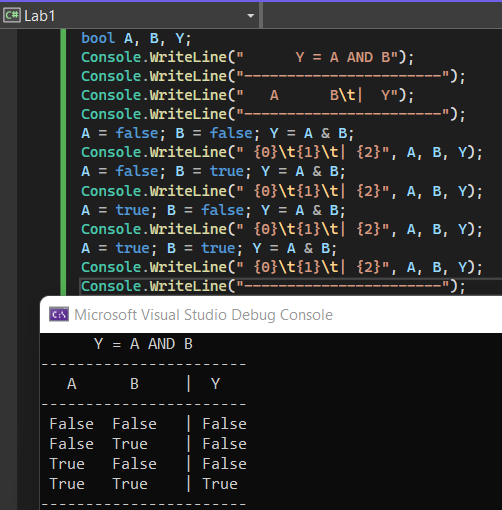 C# Lab1
bool A, B, Y;
Console.WriteLine("      Y = A AND B");
Console.WriteLine("-----------------------");
Console.WriteLine("   A      B\t|  Y");
Console.WriteLine("-----------------------");
A = false; B = false; Y = A & B;
Console.WriteLine(" {0}\t{1}\t| {2}", A, B, Y);
A = false; B = true; Y = A & B;
Console.WriteLine(" {0}\t{1}\t| {2}", A, B, Y);
A = true; B = false; Y = A & B;
Console.WriteLine(" {0}\t{1}\t| {2}", A, B, Y);
A = true; B = true; Y = A & B;
Console.WriteLine(" {0}\t{1}\t| {2}", A, B, Y);
Console.WriteLine("-----------------------");
C:\ Microsoft Visual Studio Debug Console
      Y = A AND B
-----------------------
   A      B     |  Y
-----------------------
 False  False   | False
 False  True    | False
 True   False   | False
 True   True    | True
-----------------------